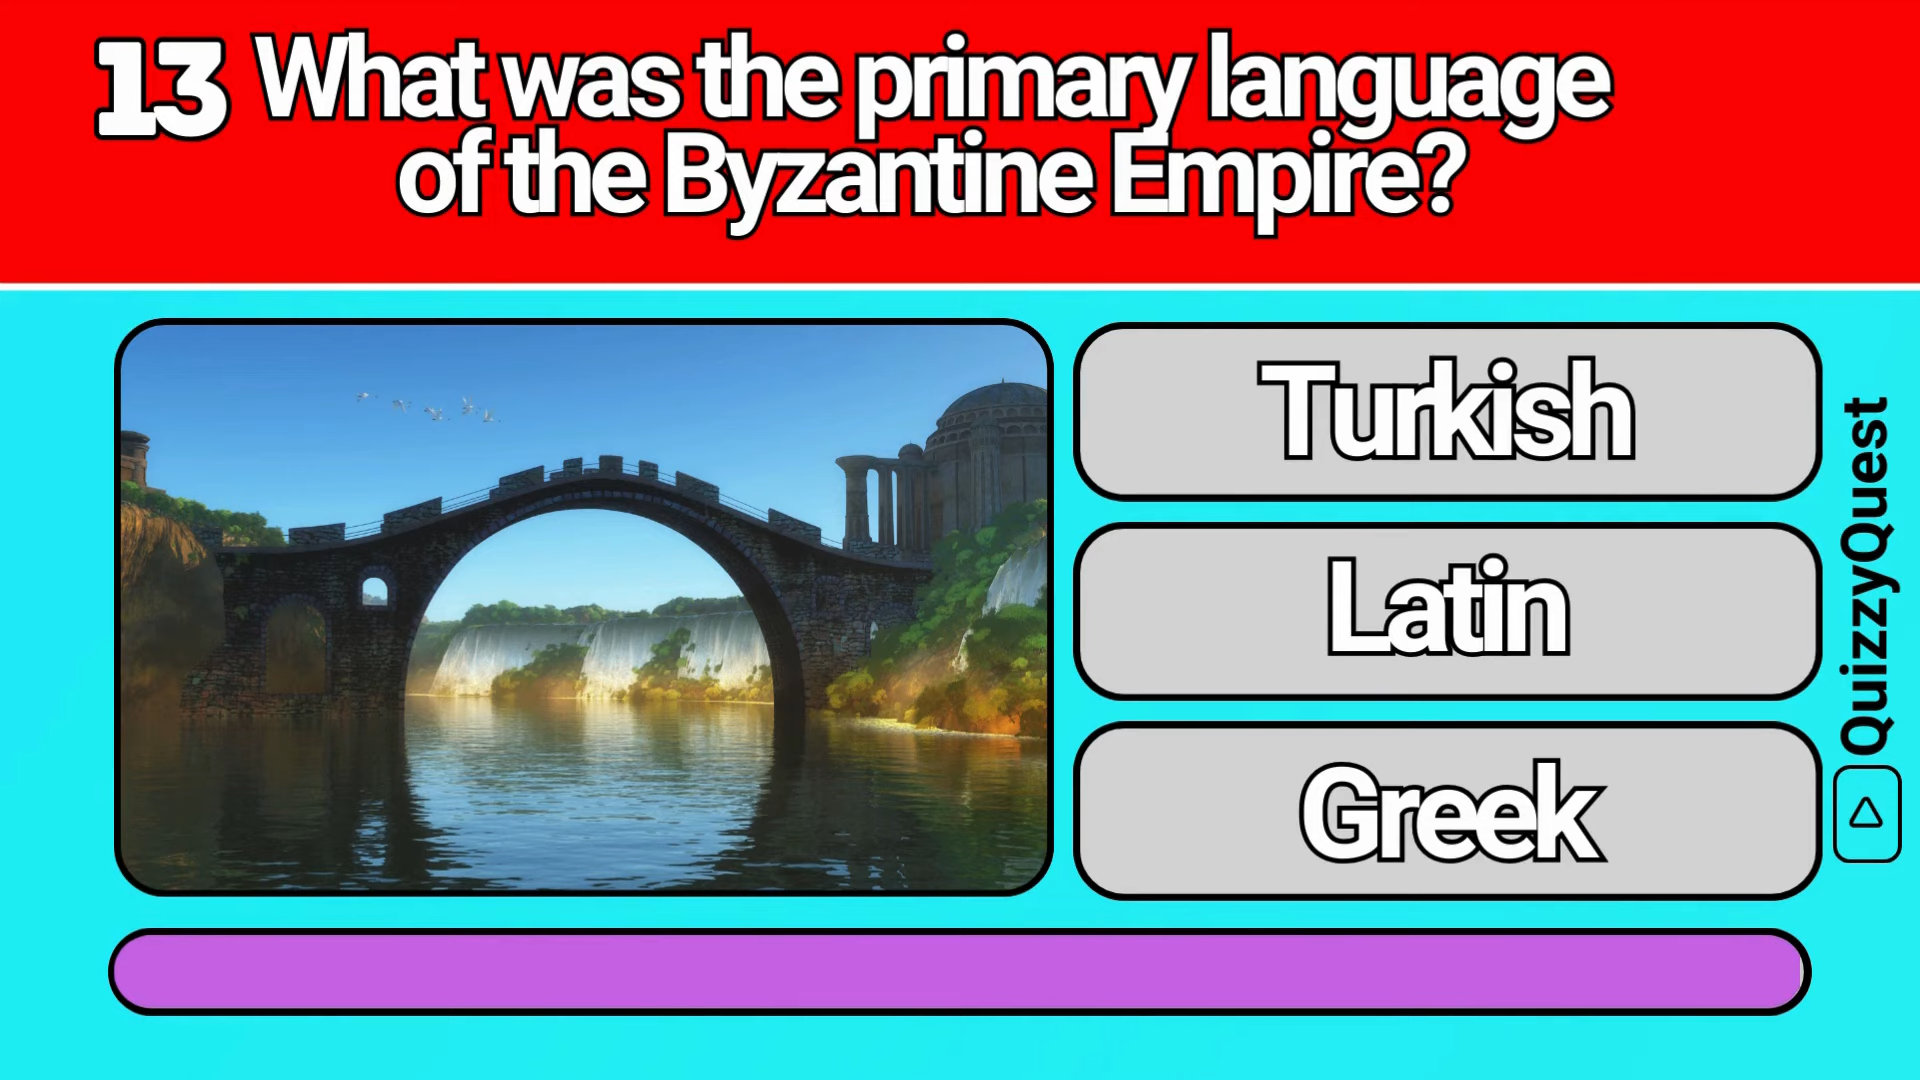 13 What was the primary language
of the Byzantine Empire?
Turkish
Latin
Greek
QuizzyQuest